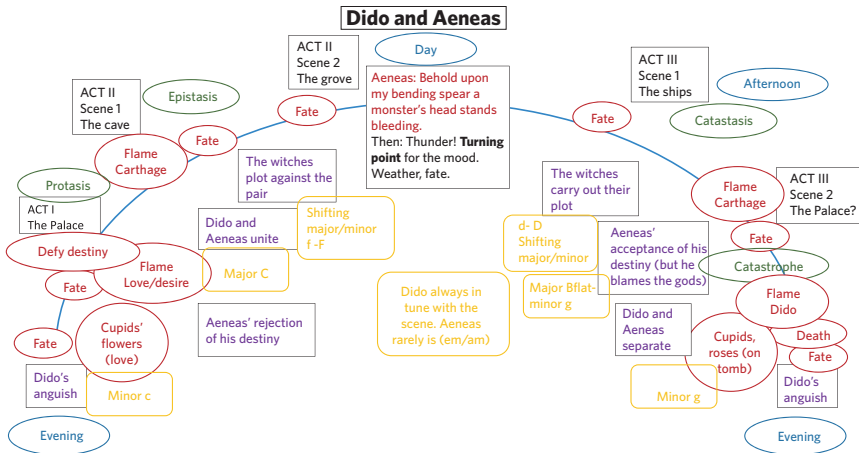 Dido and Aeneas
ACT II
Scene 2
The grove
Day
ACT III
Scene 1
The ships
Afternoon
ACT II
Scene 1
The cave
Epistasis
Fate
Aeneas: Behold upon
my bending spear a
monster's head stands
bleeding.
Then: Thunder! Turning
point for the mood.
Weather, fate.
Fate
Catastasis
Fate
Flame
Carthage
The witches
plot against the
pair
The witches
carry out their
plot
Flame
Carthage
ACT III
Scene 2
The Palace?
Protasis
ACT I
The Palace
Dido and
Aeneas unite
Shifting
major/minor
f -F
d- D
Shifting
major/minor
Aeneas'
acceptance of his
destiny (but he
blames the gods)
Fate
Defy destiny
Flame
Love/desire
Major C
Catastrophe
Fate
Dido always in
tune with the
scene. Aeneas
rarely is (em/am)
Major Bflat-
minor g
Flame
Dido
Fate
Cupids'
flowers
(love)
Aeneas' rejection
of his destiny
Dido and
Aeneas
separate
Cupids,
roses (on
tomb)
Death
Fate
Dido's
anguish
Minor c
Minor g
Dido's
anguish
Evening
Evening